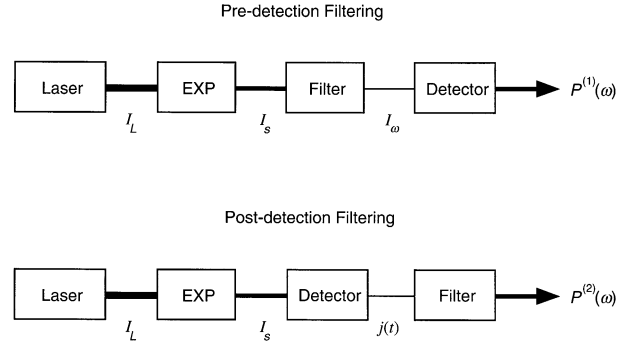 Pre-detection Filtering
Laser EXP Filter Detector P⁽¹⁾(ω)
I_L I_s I_ω
Post-detection Filtering
Laser EXP Detector Filter P⁽²⁾(ω)
I_L I_s j(t)